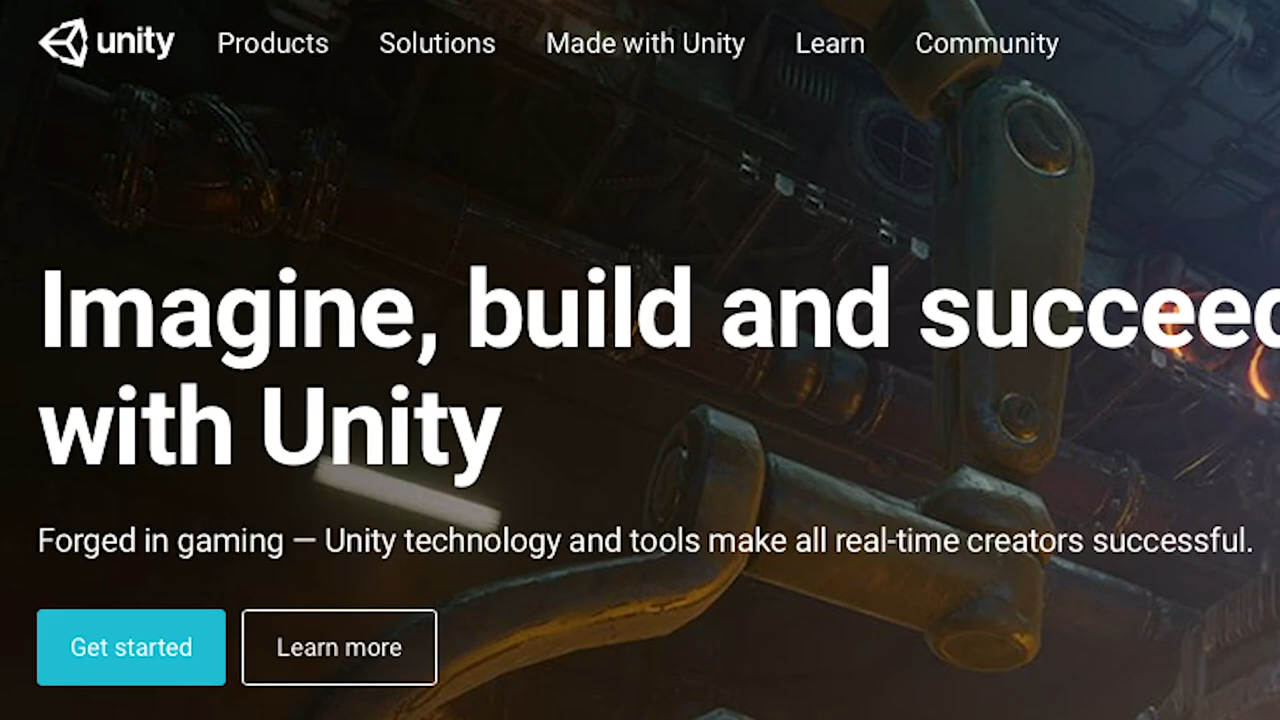 unity Products Solutions Made with Unity Learn Community
Imagine, build and succeed
with Unity
Forged in gaming — Unity technology and tools make all real-time creators successful.
Get started Learn more